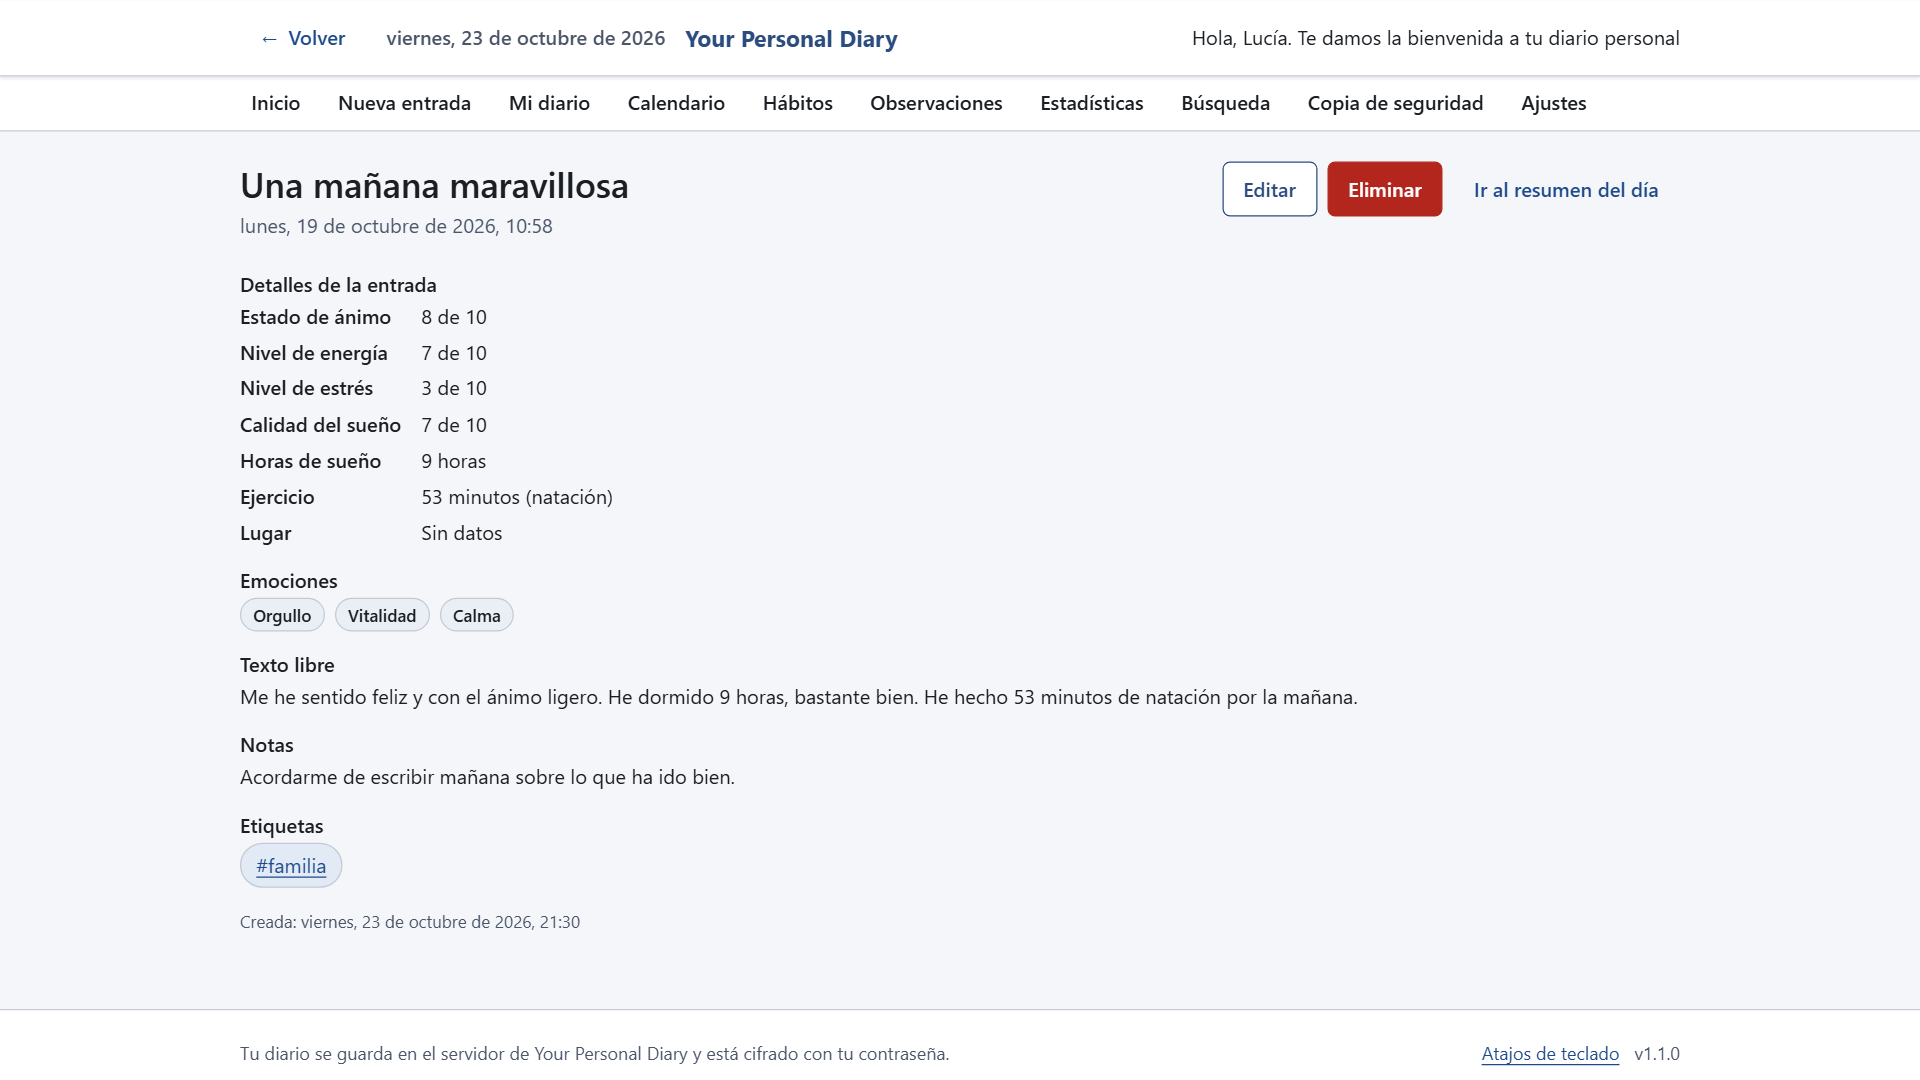 ← Volver
viernes, 23 de octubre de 2026
Your Personal Diary
Hola, Lucía. Te damos la bienvenida a tu diario personal
Inicio
Nueva entrada
Mi diario
Calendario
Hábitos
Observaciones
Estadísticas
Búsqueda
Copia de seguridad
Ajustes
Una mañana maravillosa
lunes, 19 de octubre de 2026, 10:58
Editar
Eliminar
Ir al resumen del día
Detalles de la entrada
Estado de ánimo 8 de 10
Nivel de energía 7 de 10
Nivel de estrés 3 de 10
Calidad del sueño 7 de 10
Horas de sueño 9 horas
Ejercicio 53 minutos (natación)
Lugar Sin datos
Emociones
Orgullo Vitalidad Calma
Texto libre
Me he sentido feliz y con el ánimo ligero. He dormido 9 horas, bastante bien. He hecho 53 minutos de natación por la mañana.
Notas
Acordarme de escribir mañana sobre lo que ha ido bien.
Etiquetas
#familia
Creada: viernes, 23 de octubre de 2026, 21:30
Tu diario se guarda en el servidor de Your Personal Diary y está cifrado con tu contraseña.
Atajos de teclado v1.1.0